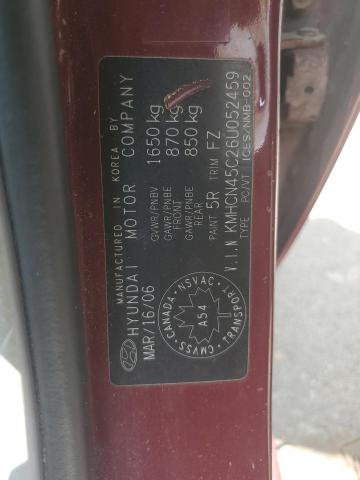 MANUFACTURED IN KOREA BY
HYUNDAI MOTOR COMPANY
MAR/16/06
GVWR/PNBV 1650 kg
GAWR/PNBE FRONT 870 kg
GAWR/PNBE REAR 850 kg
PAINT 5R TRIM FZ
V.I.N KMHCN45C26U052459
TYPE PC/VT ICES/NMB-002
CANADA NSVAC
A54
CMVSS TRANSPORT